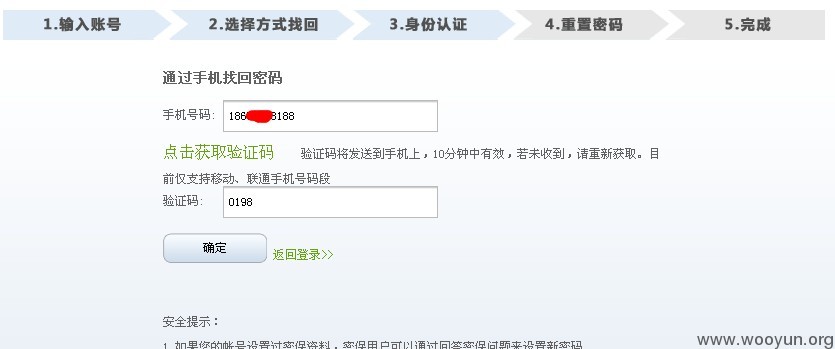 1.输入账号 2.选择方式找回 3.身份认证 4.重置密码 5.完成
通过手机找回密码
手机号码: 186 8188
点击获取验证码 验证码将发送到手机上，10分钟中有效，若未收到，请重新获取。目
前仅支持移动、联通手机号码段
验证码: 0198
确定 返回登录>>
安全提示：
1.如果您的帐号设置过密保资料，密保用户可以通过回答密保问题来设置新密码
www.wooyun.org